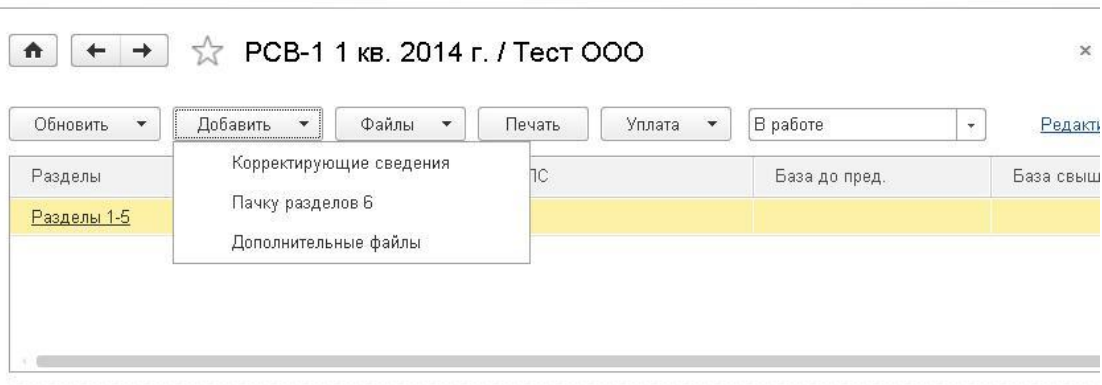 РСВ-1 1 кв. 2014 г. / Тест ООО
Обновить Добавить Файлы Печать Уплата В работе
Разделы База до пред.
Разделы 1-5
Корректирующие сведения
Пачку разделов 6
Дополнительные файлы